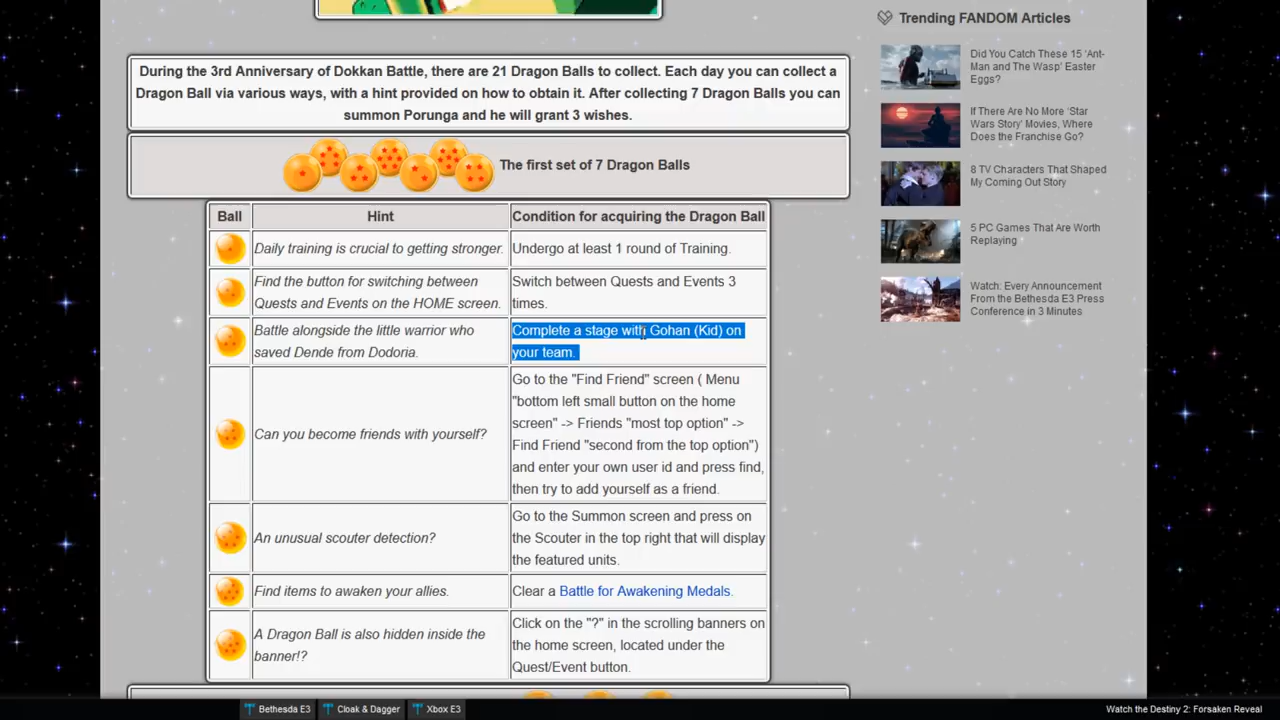 Trending FANDOM Articles
Did You Catch These 15 'Ant-
Man and The Wasp' Easter
Eggs?
If There Are No More 'Star
Wars Story' Movies, Where
Does the Franchise Go?
8 TV Characters That Shaped
My Coming Out Story
5 PC Games That Are Worth
Replaying
Watch: Every Announcement
From the Bethesda E3 Press
Conference in 3 Minutes
During the 3rd Anniversary of Dokkan Battle, there are 21 Dragon Balls to collect. Each day you can collect a
Dragon Ball via various ways, with a hint provided on how to obtain it. After collecting 7 Dragon Balls you can
summon Porunga and he will grant 3 wishes.
The first set of 7 Dragon Balls
Ball Hint Condition for acquiring the Dragon Ball
Daily training is crucial to getting stronger. Undergo at least 1 round of Training.
Find the button for switching between
Quests and Events on the HOME screen.
Switch between Quests and Events 3
times.
Battle alongside the little warrior who
saved Dende from Dodoria.
Complete a stage with Gohan (Kid) on
your team.
Can you become friends with yourself?
Go to the "Find Friend" screen ( Menu
"bottom left small button on the home
screen" -> Friends "most top option" ->
Find Friend "second from the top option")
and enter your own user id and press find,
then try to add yourself as a friend.
An unusual scouter detection?
Go to the Summon screen and press on
the Scouter in the top right that will display
the featured units.
Find items to awaken your allies. Clear a Battle for Awakening Medals.
A Dragon Ball is also hidden inside the
banner!?
Click on the "?" in the scrolling banners on
the home screen, located under the
Quest/Event button.
Bethesda E3 Cloak & Dagger Xbox E3 Watch the Destiny 2: Forsaken Reveal